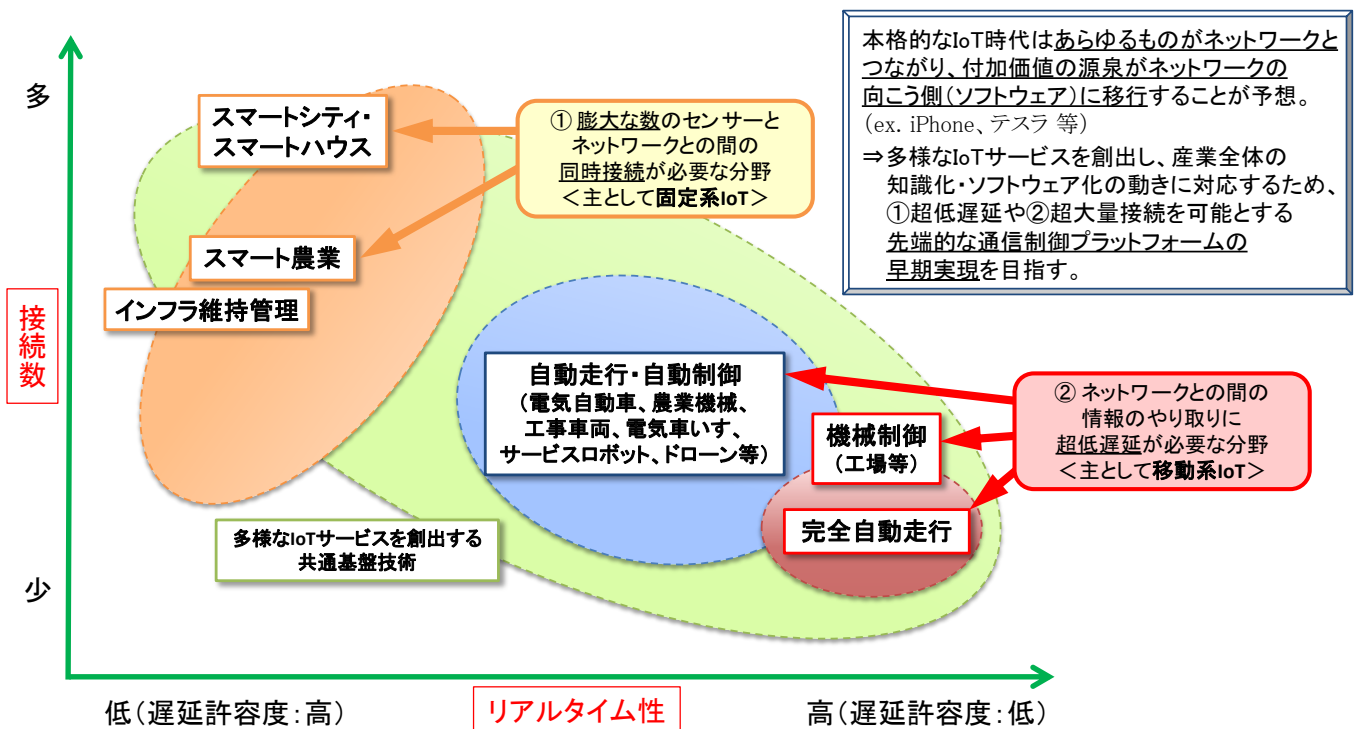 本格的なIoT時代はあらゆるものがネットワークと
つながり、付加価値の源泉がネットワークの
向こう側（ソフトウェア）に移行することが予想。
（ex. iPhone、テスラ 等）
⇒多様なIoTサービスを創出し、産業全体の
知識化・ソフトウェア化の動きに対応するため、
①超低遅延や②超大量接続を可能とする
先端的な通信制御プラットフォームの
早期実現を目指す。
多
スマートシティ・
スマートハウス
① 膨大な数のセンサーと
ネットワークとの間の
同時接続が必要な分野
＜主として固定系IoT＞
スマート農業
インフラ維持管理
接続数
自動走行・自動制御
（電気自動車、農業機械、
工事車両、電気車いす、
サービスロボット、ドローン等）
機械制御
（工場等）
② ネットワークとの間の
情報のやり取りに
超低遅延が必要な分野
＜主として移動系IoT＞
完全自動走行
多様なIoTサービスを創出する
共通基盤技術
少
低（遅延許容度：高）
リアルタイム性
高（遅延許容度：低）